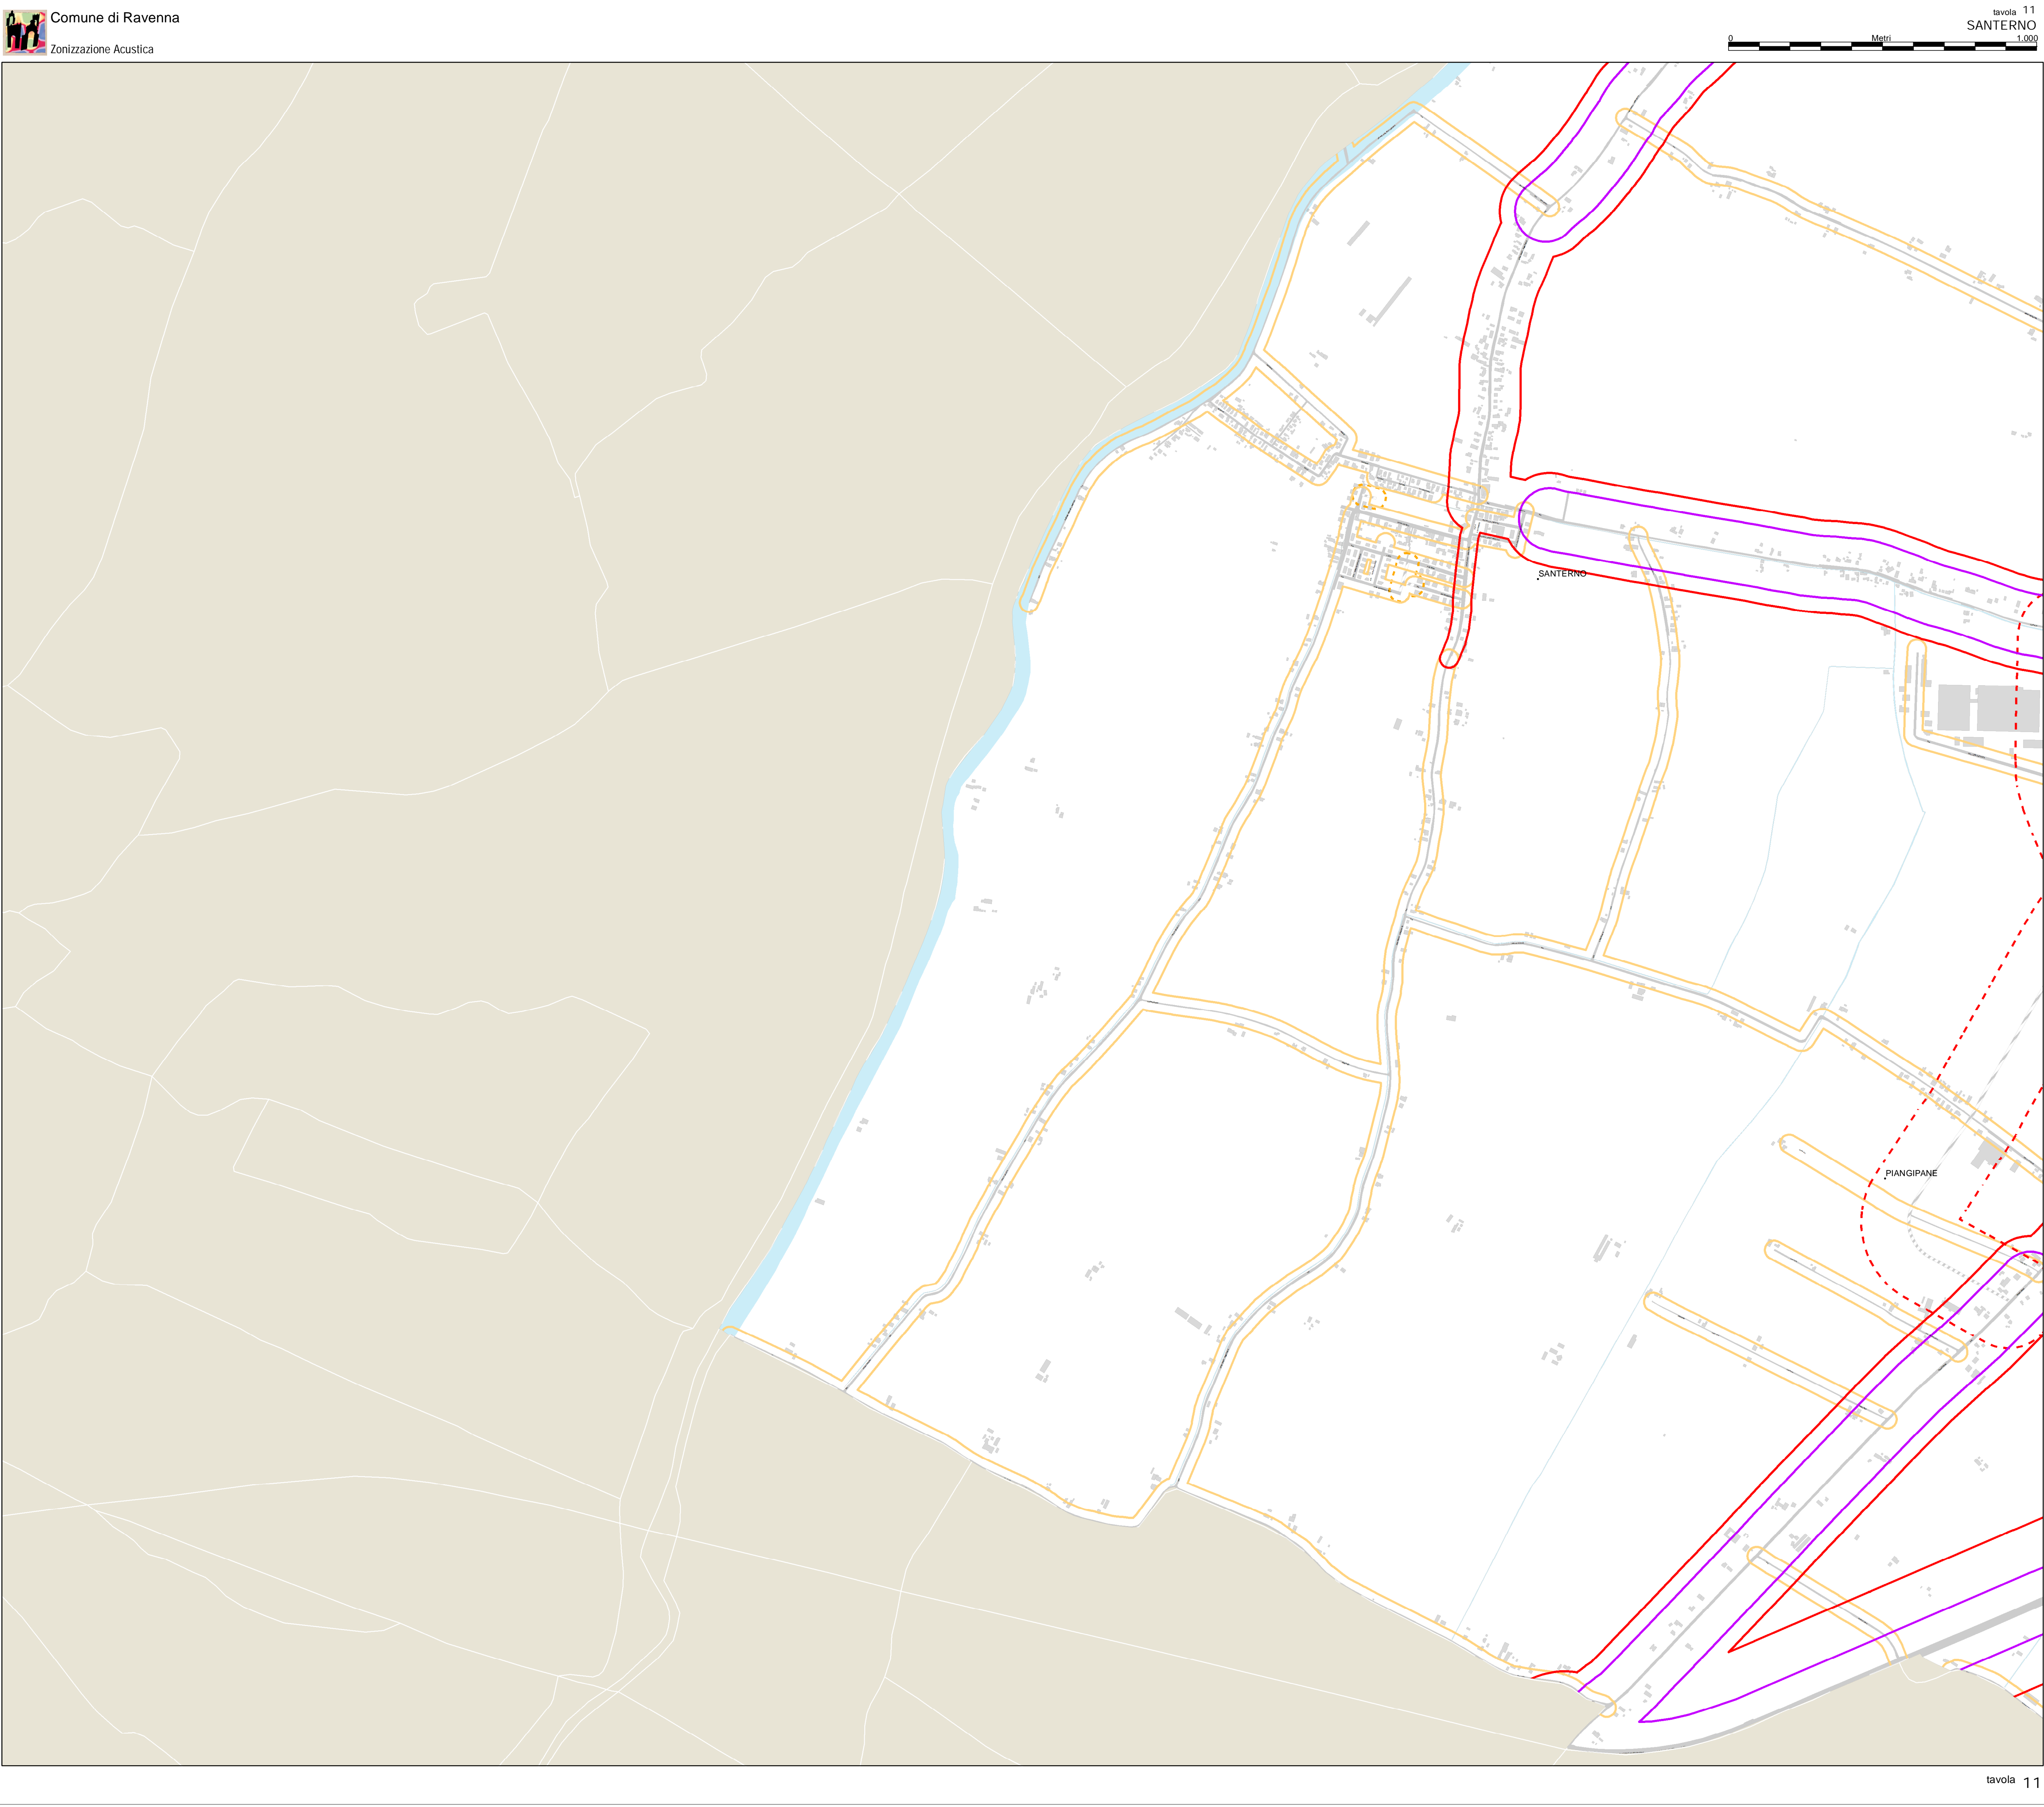 Comune di Ravenna
Zonizzazione Acustica
tavola 11
SANTERNO
0 Metri 1.000
SANTERNO
PIANGIPANE
tavola 11